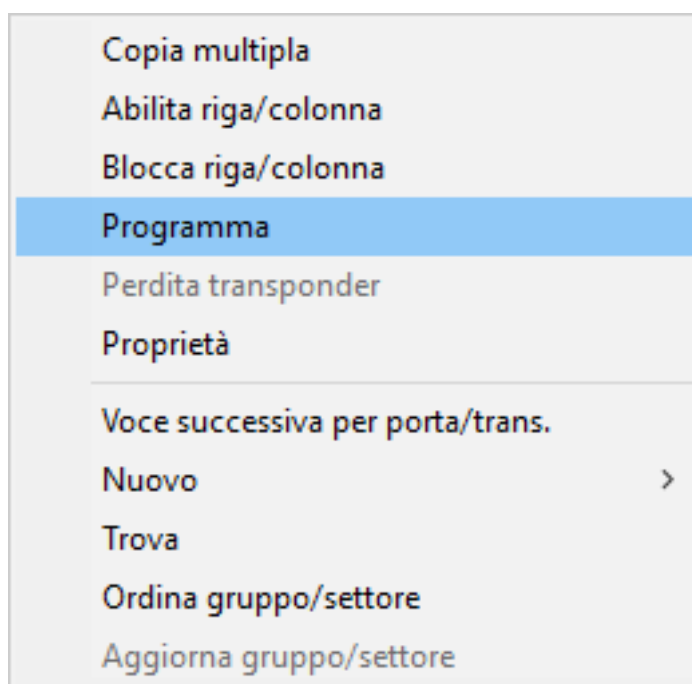 Copia multipla
Abilita riga/colonna
Blocca riga/colonna
Programma
Perdita transponder
Proprietà
Voce successiva per porta/trans.
Nuovo
Trova
Ordina gruppo/settore
Aggiorna gruppo/settore